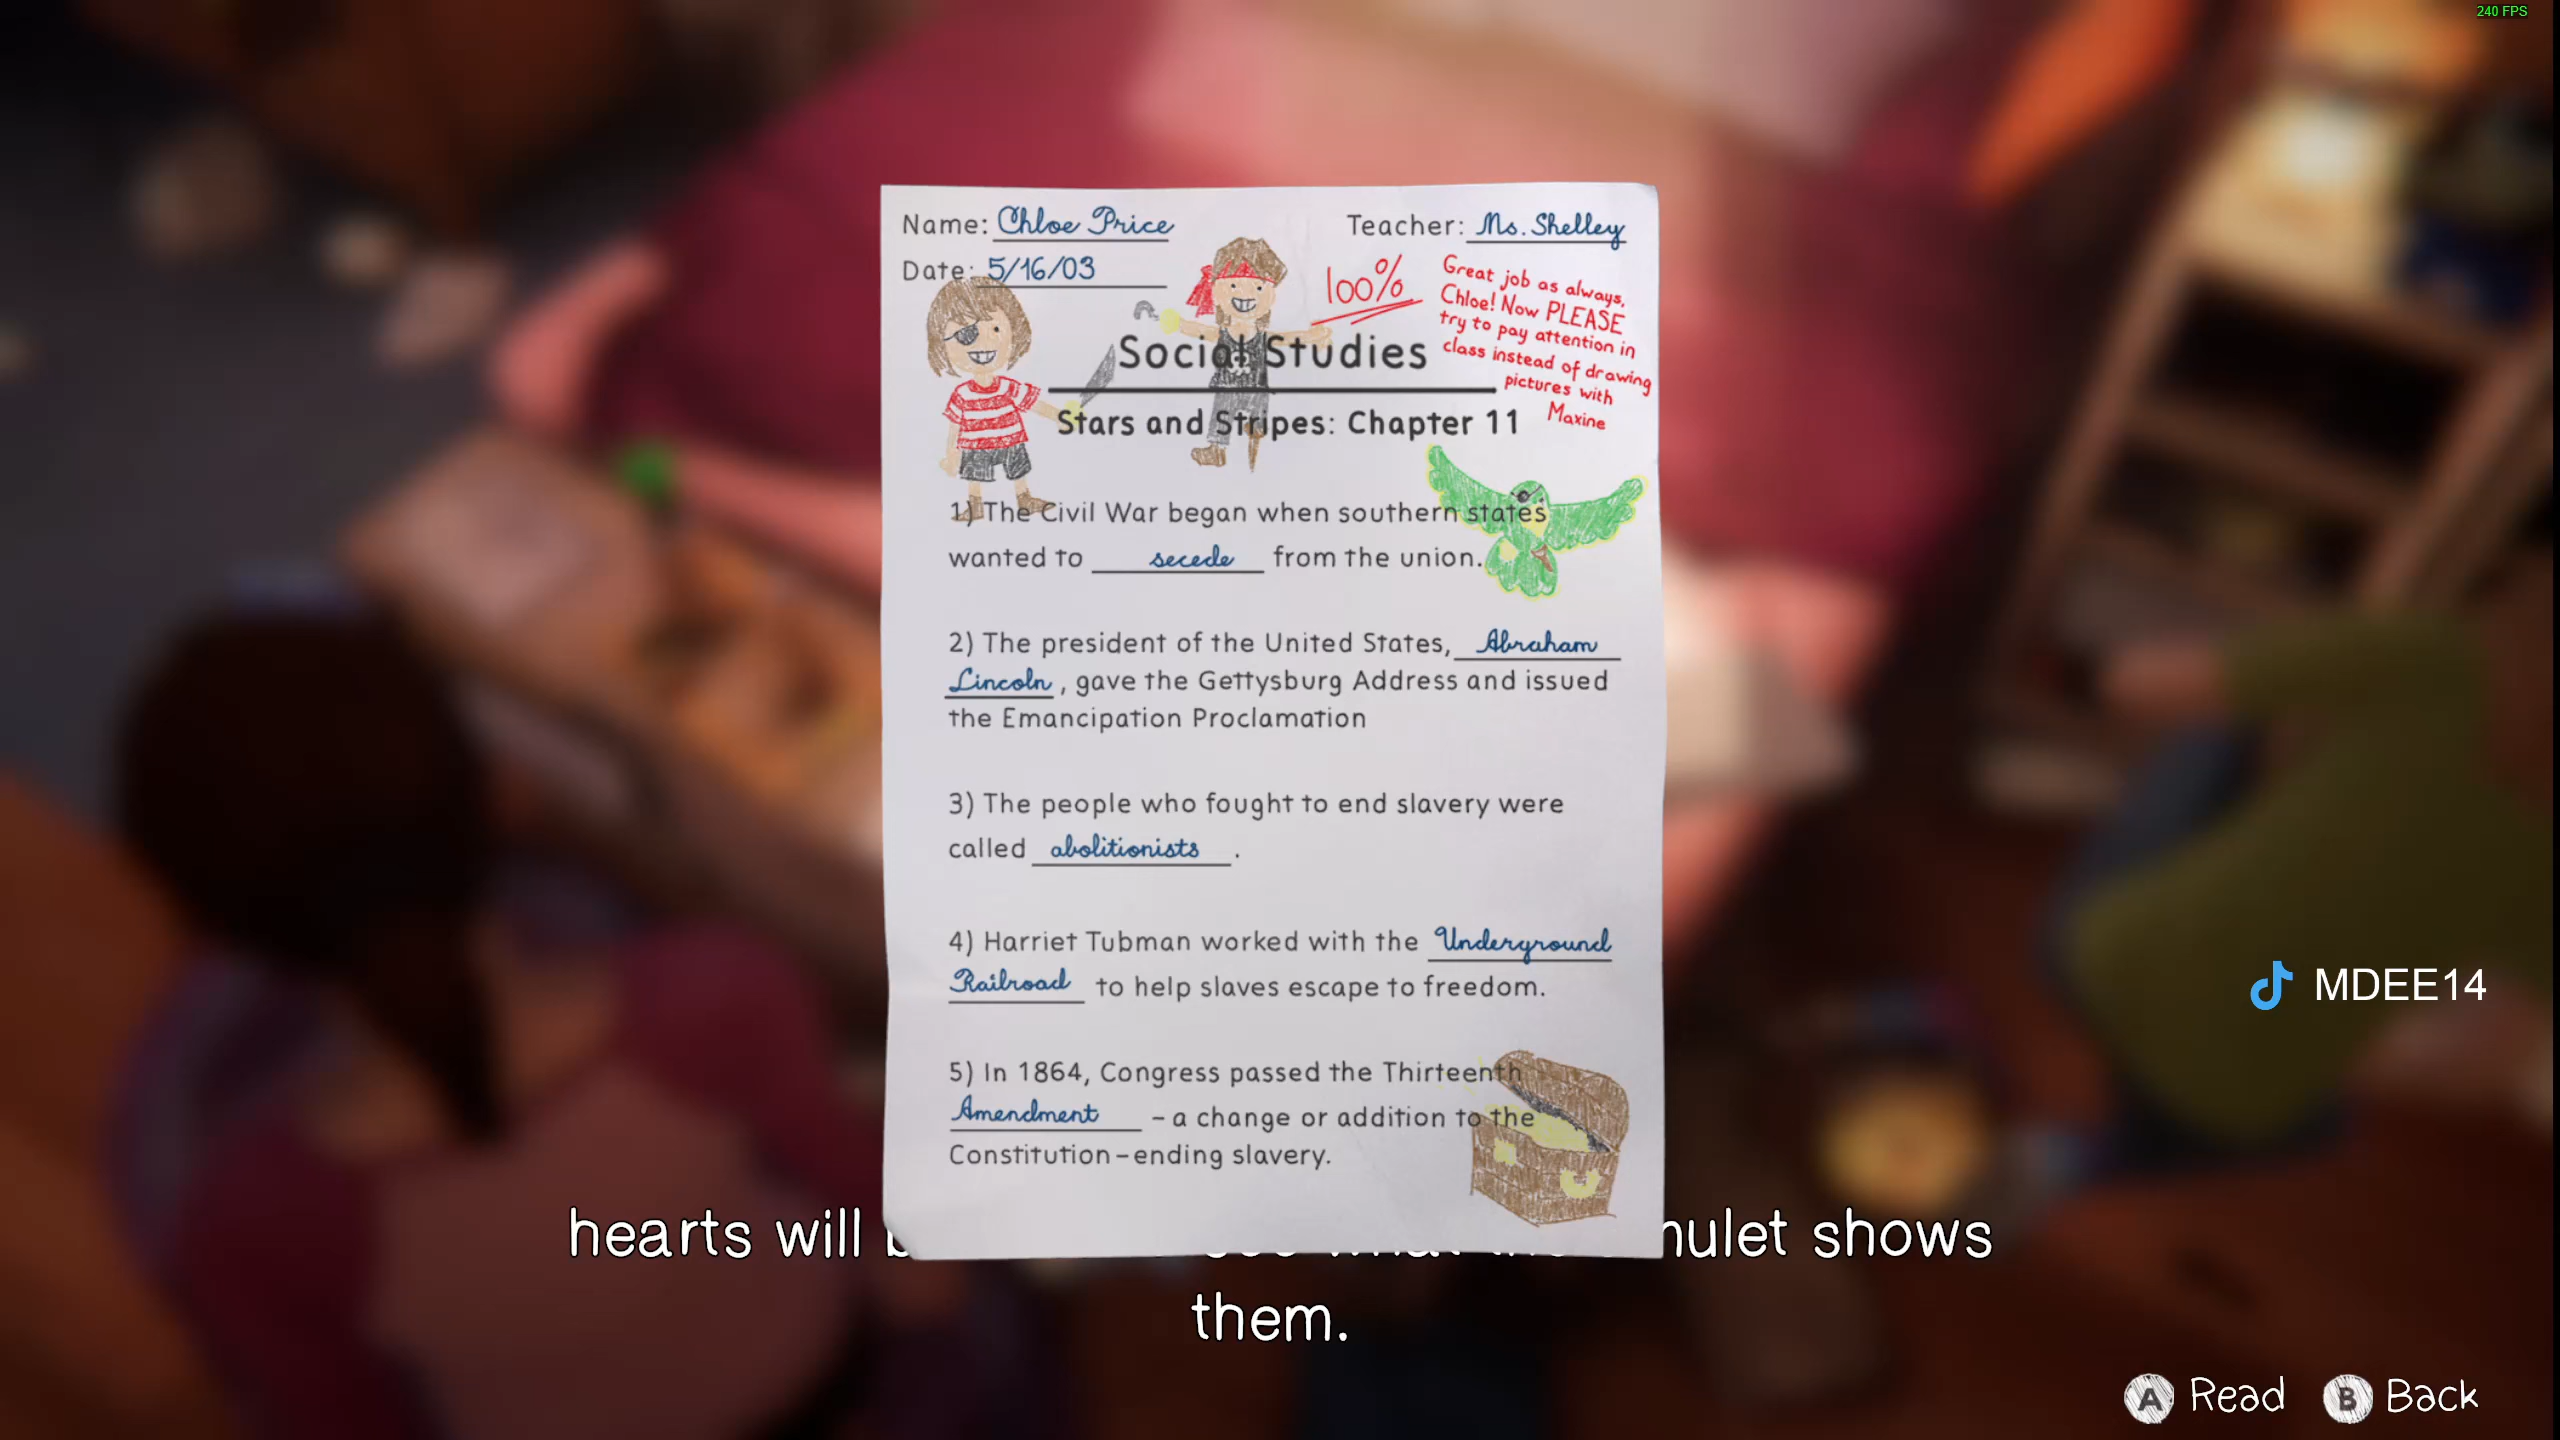 240 FPS
Name: Chloe Price
Teacher: Ms. Shelley
Date: 5/16/03
100%
Great job as always,
Chloe! Now PLEASE
try to pay attention in
class instead of drawing
pictures with
Maxine
Social Studies
Stars and Stripes: Chapter 11
1) The Civil War began when southern states
wanted to secede from the union.
2) The president of the United States, Abraham
Lincoln, gave the Gettysburg Address and issued
the Emancipation Proclamation
3) The people who fought to end slavery were
called abolitionists.
4) Harriet Tubman worked with the Underground
Railroad to help slaves escape to freedom.
5) In 1864, Congress passed the Thirteenth
Amendment - a change or addition to the
Constitution-ending slavery.
MDEE14
hearts will shows
them.
A Read B Back